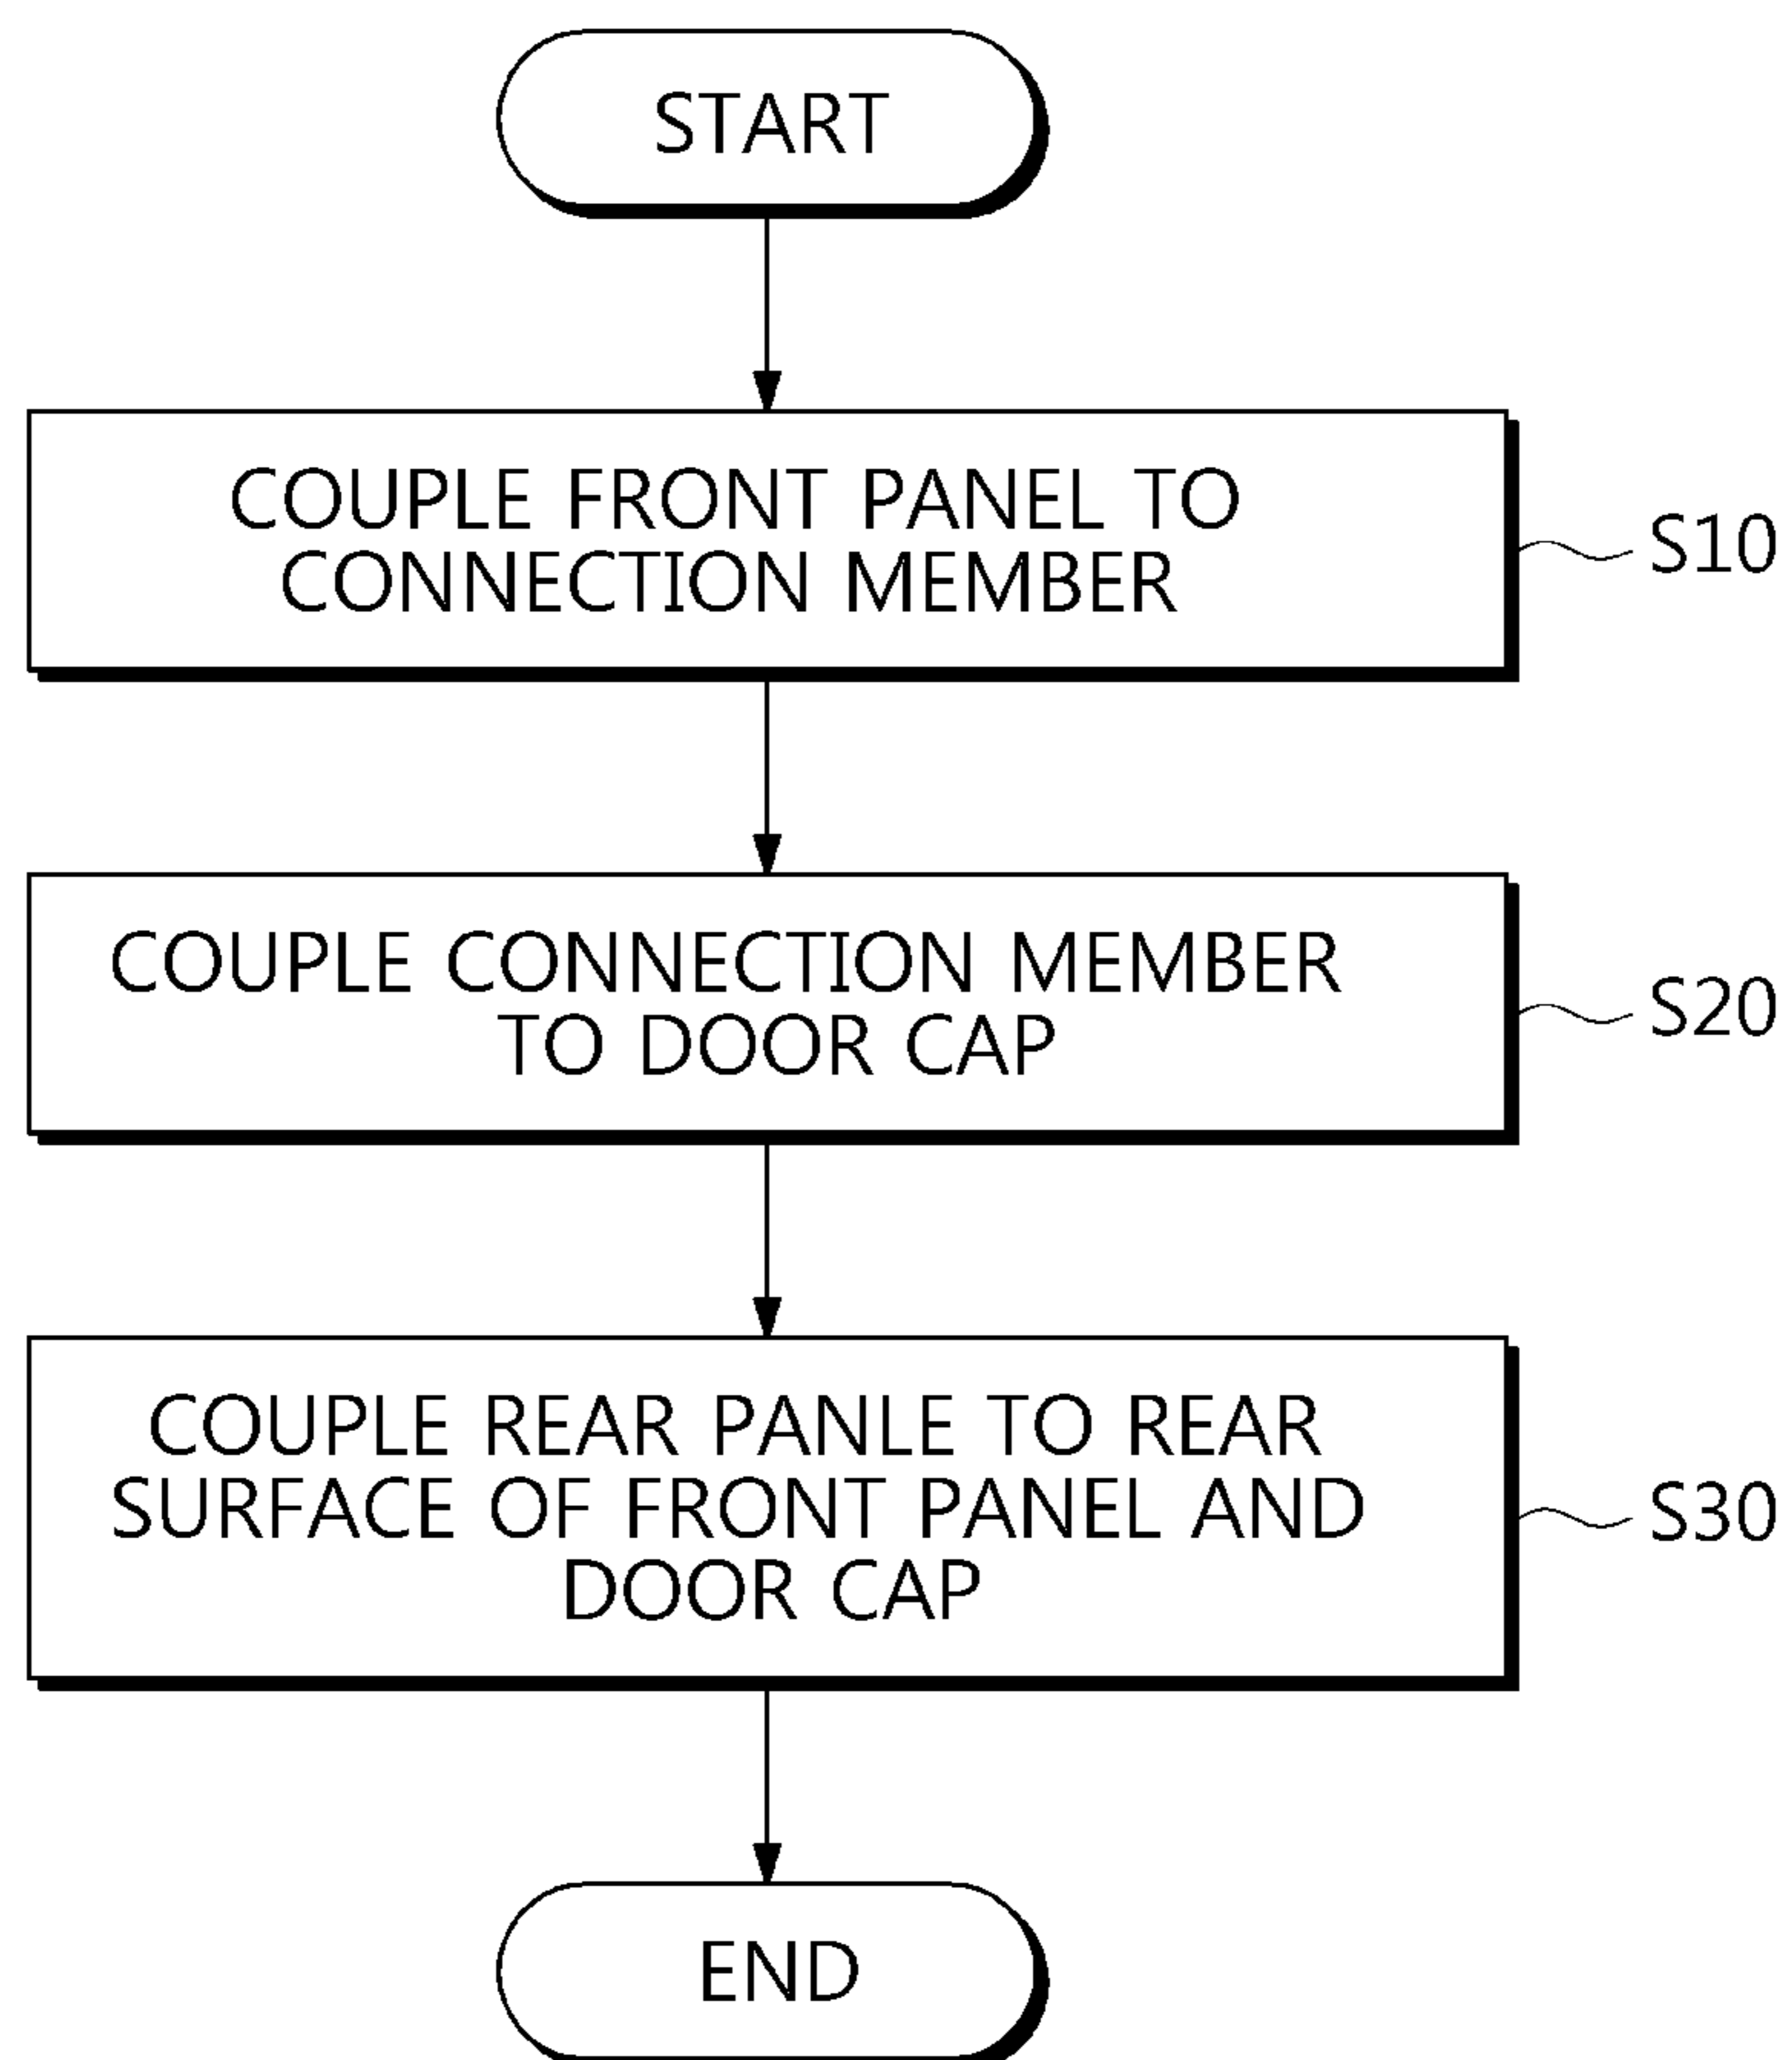 START
COUPLE FRONT PANEL TO
CONNECTION MEMBER
S10
COUPLE CONNECTION MEMBER
TO DOOR CAP
S20
COUPLE REAR PANLE TO REAR
SURFACE OF FRONT PANEL AND
DOOR CAP
S30
END